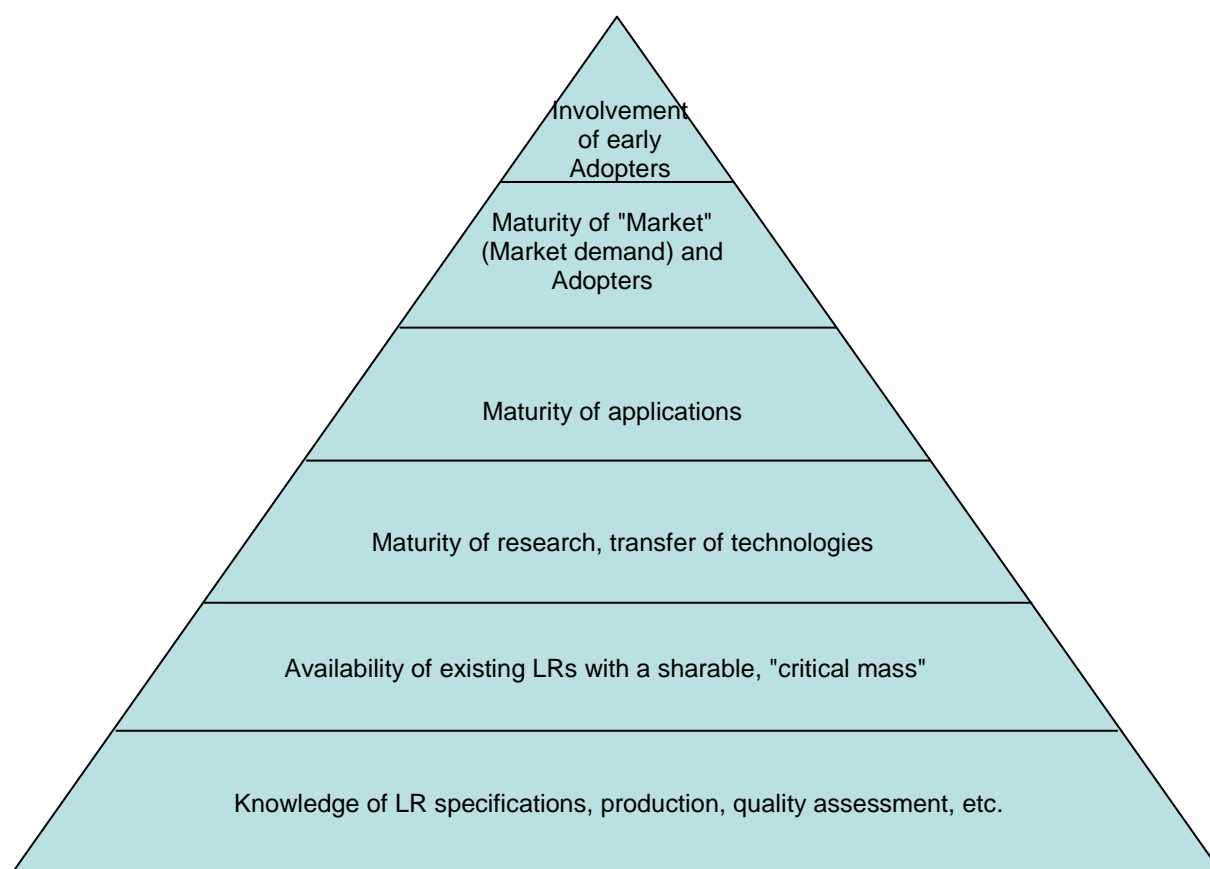 Involvement
of early
Adopters
Maturity of "Market"
(Market demand) and
Adopters
Maturity of applications
Maturity of research, transfer of technologies
Availability of existing LRs with a sharable, "critical mass"
Knowledge of LR specifications, production, quality assessment, etc.